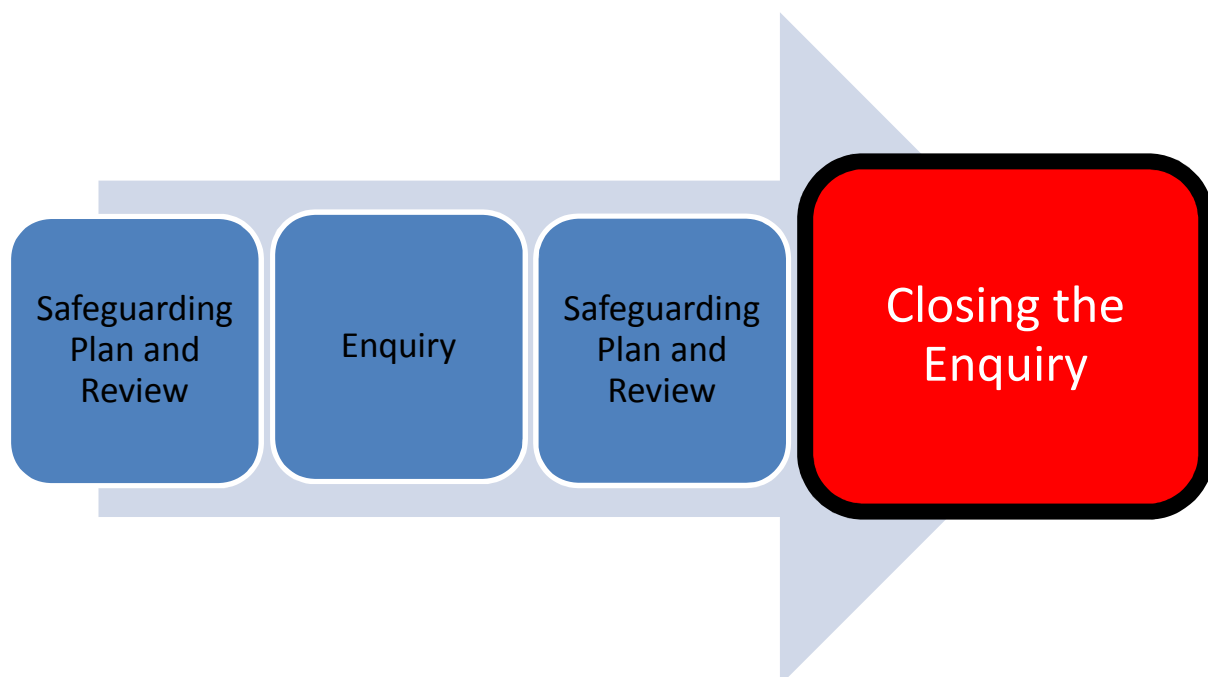 Safeguarding
Plan and
Review
Enquiry
Safeguarding
Plan and
Review
Closing the
Enquiry